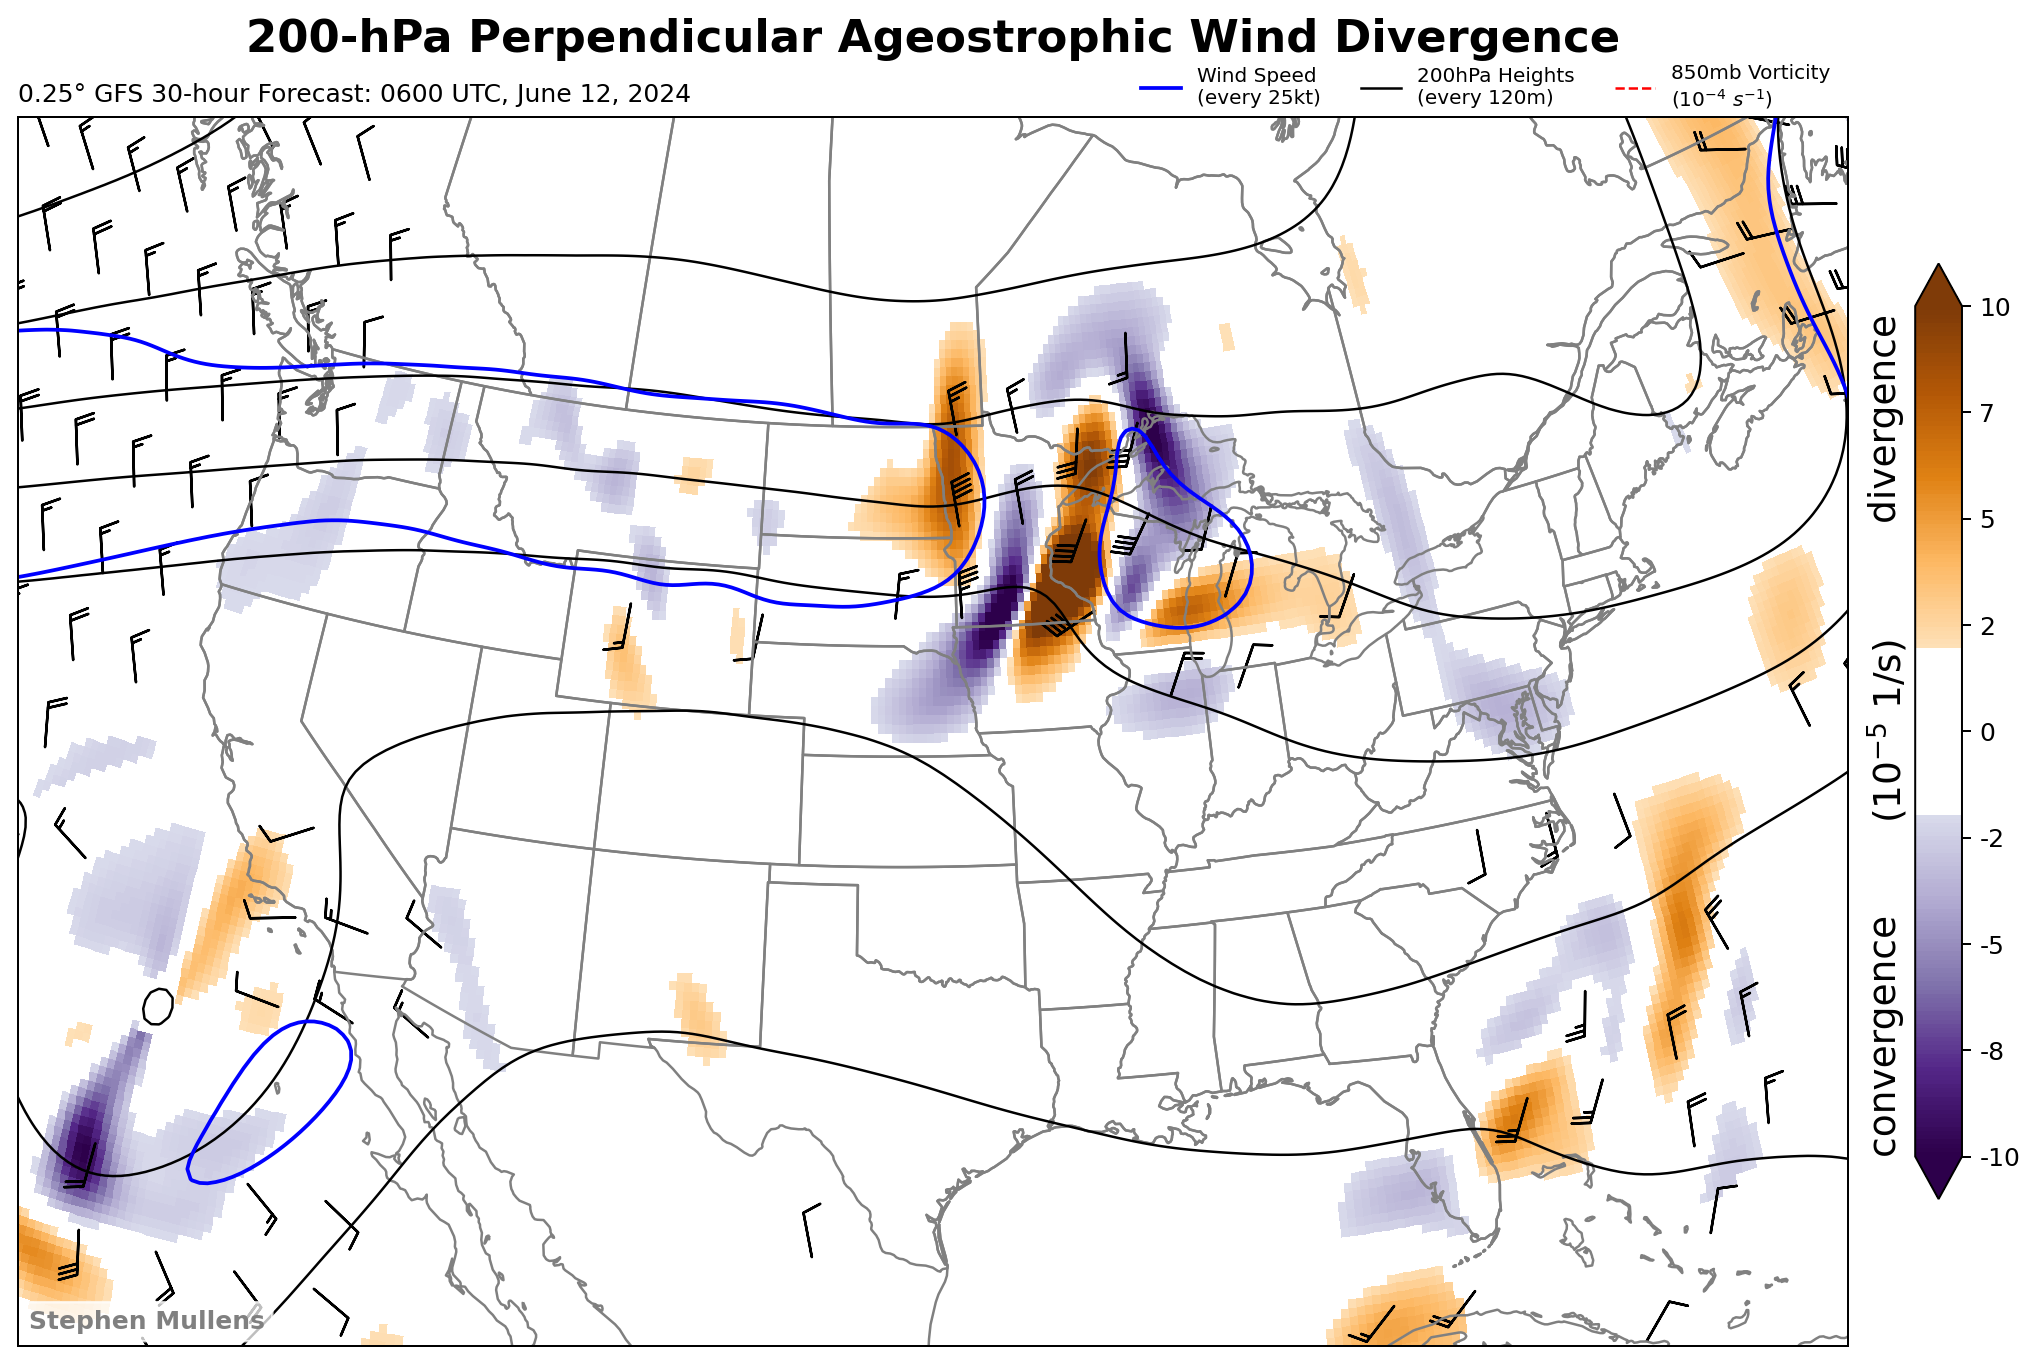 200-hPa Perpendicular Ageostrophic Wind Divergence
0.25° GFS 30-hour Forecast: 0600 UTC, June 12, 2024
Wind Speed
(every 25kt)
200hPa Heights
(every 120m)
850mb Vorticity
(10⁻⁴ s⁻¹)
10
7
5
2
0
-2
-5
-8
-10
convergence (10⁻⁵ 1/s) divergence
Stephen Mullens